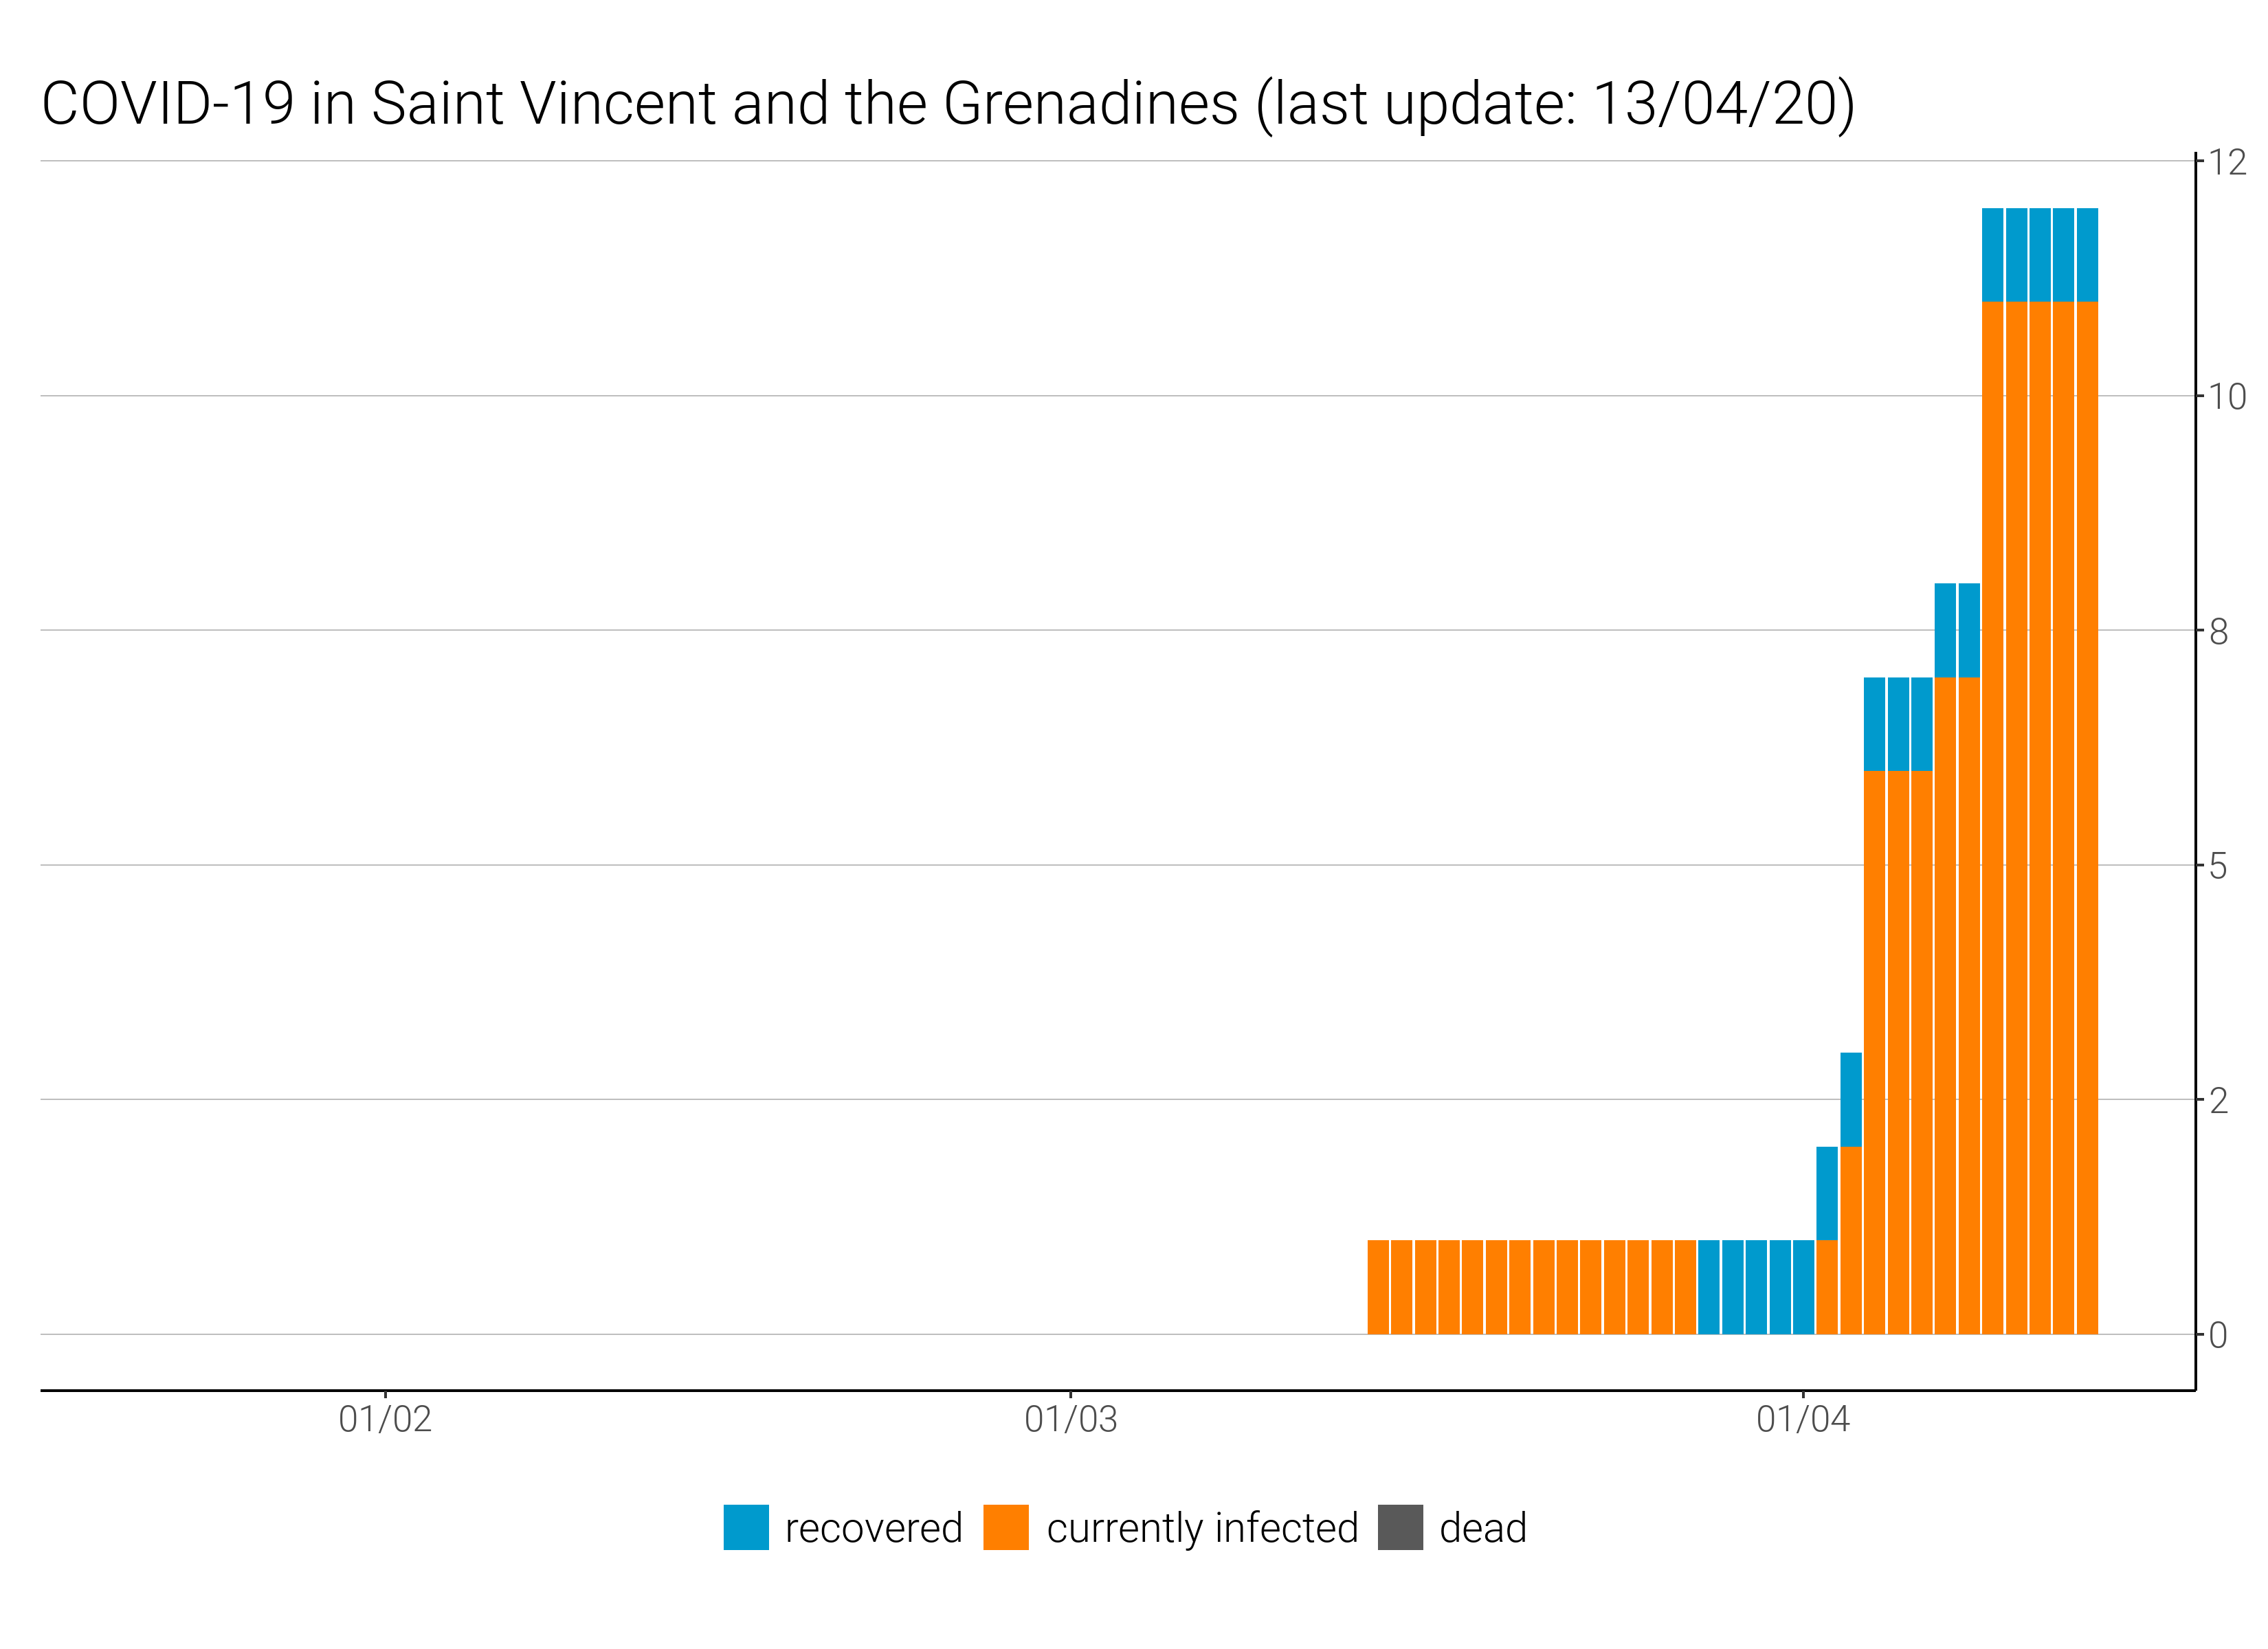 COVID-19 in Saint Vincent and the Grenadines (last update: 13/04/20)
12
10
8
5
2
0
01/02 01/03 01/04
recovered currently infected dead